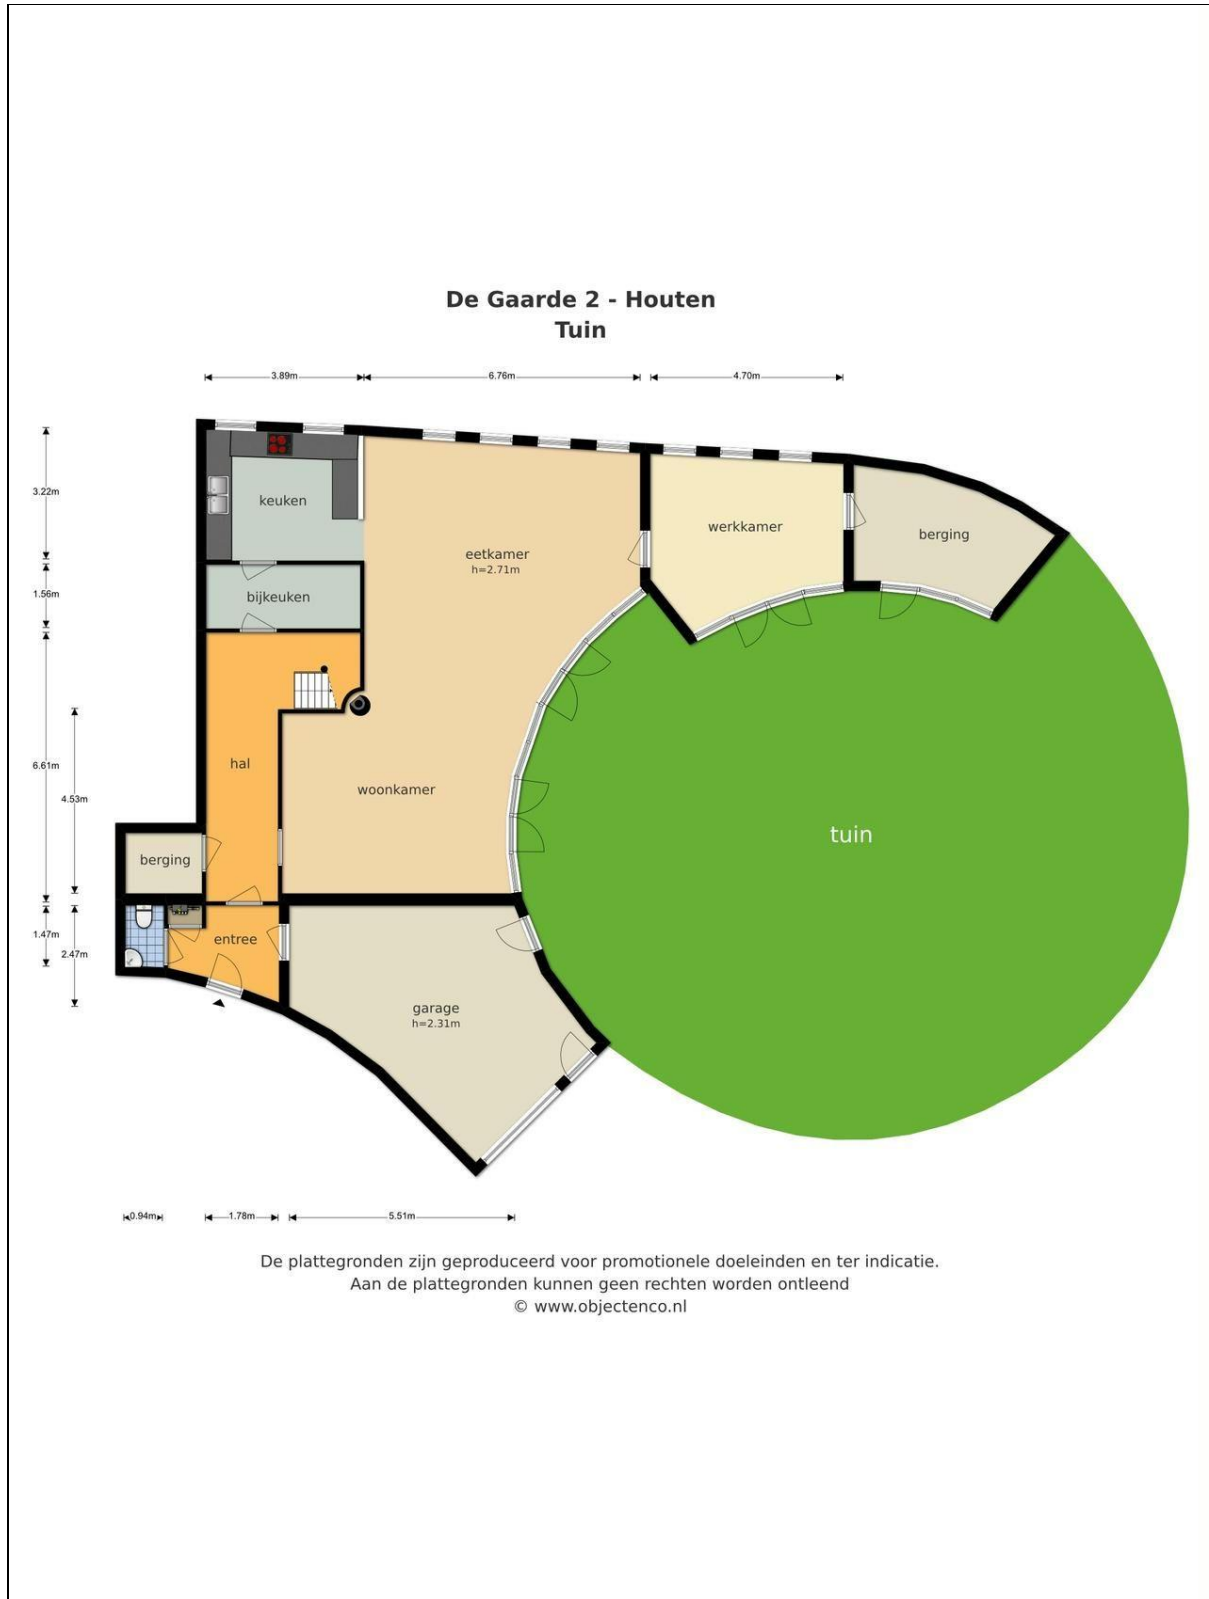 De Gaarde 2 - Houten
Tuin
3.89m
6.76m
4.70m
3.22m
keuken
werkkamer
berging
eetkamer
h=2.71m
1.56m
bijkeuken
6.61m
hal
4.53m
woonkamer
tuin
berging
1.47m
entree
2.47m
garage
h=2.31m
0.94m
1.78m
5.51m
De plattegronden zijn geproduceerd voor promotionele doeleinden en ter indicatie.
Aan de plattegronden kunnen geen rechten worden ontleend
© www.objectenco.nl